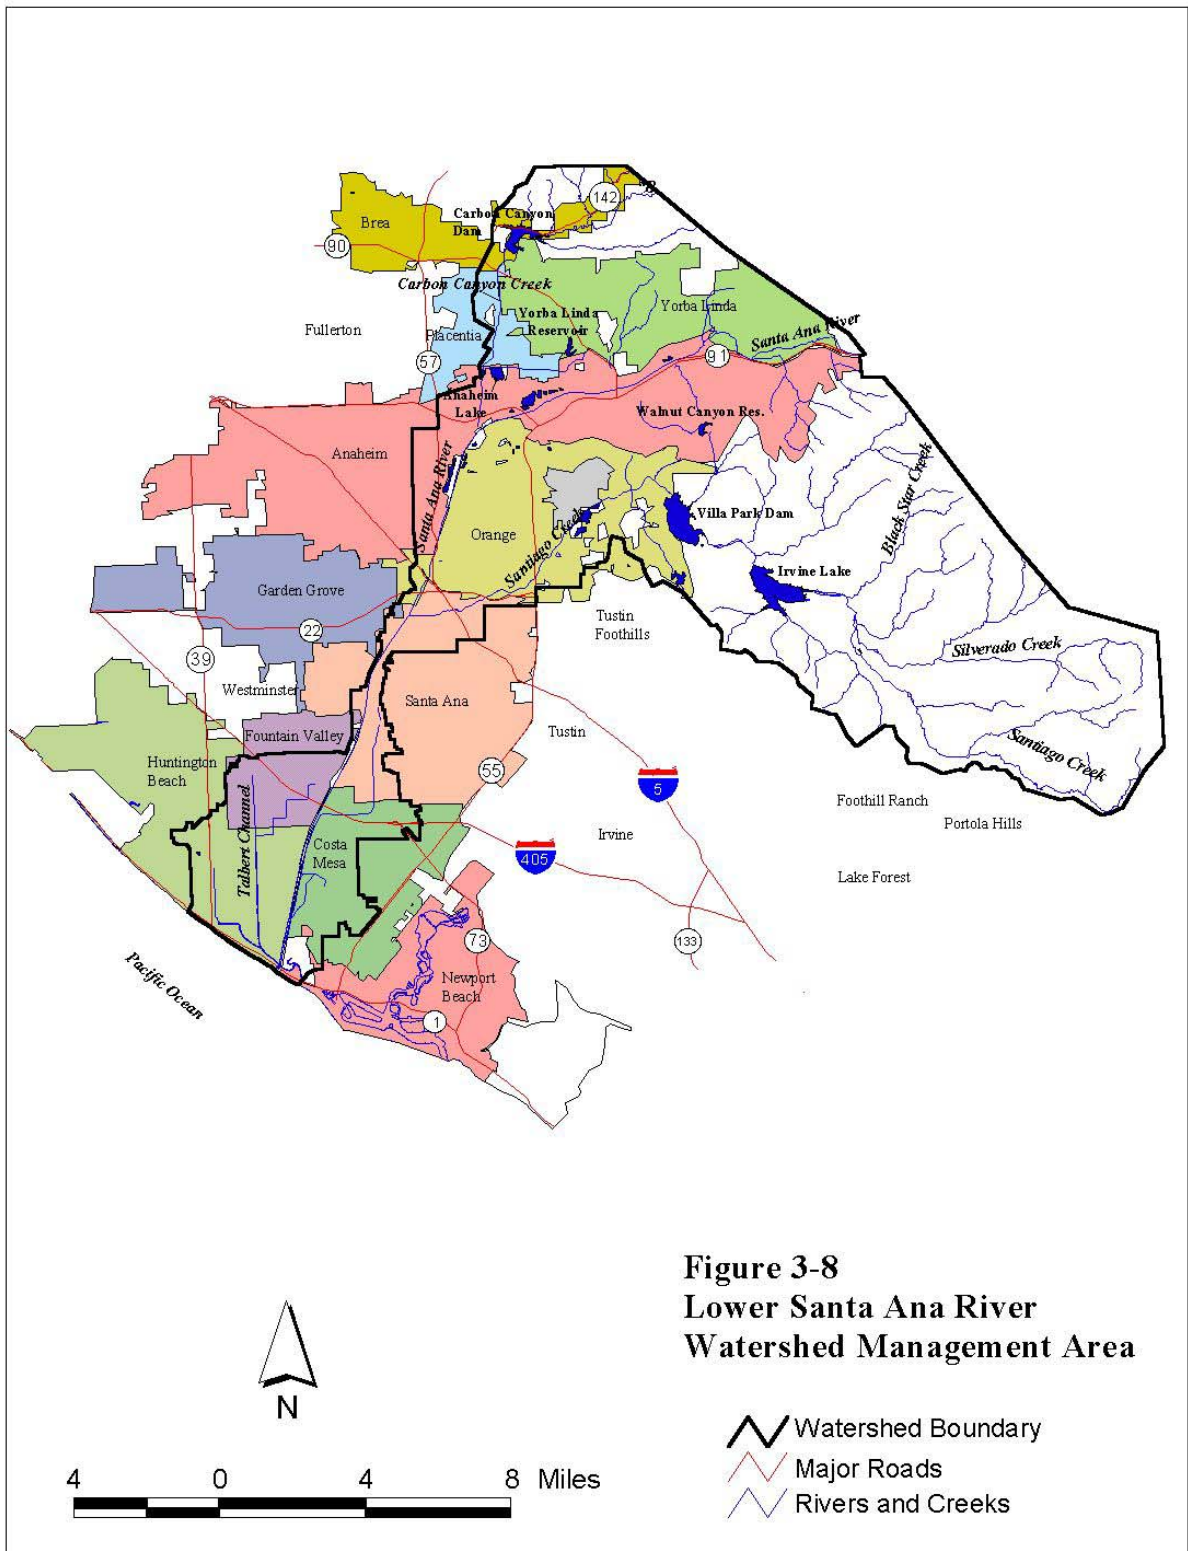 142
Carbon Canyon
Dam
Brea
90
Carbon Canyon Creek
Yorba Linda
Yorba Linda
Reservoir
Santa Ana River
Fullerton
Placentia
57
91
Anaheim
Lake
Walnut Canyon Res.
Anaheim
Santa Ana River
Black Star Creek
Orange
Santiago Creek
Villa Park Dam
Irvine Lake
Garden Grove
22
Tustin
Foothills
39
Silverado Creek
Westminster
Santa Ana
Fountain Valley
Tustin
Huntington
Beach
55
Santiago Creek
5
Foothill Ranch
Portola Hills
Talbert Channel
Costa
Mesa
405
Irvine
Lake Forest
133
73
Pacific Ocean
Newport
Beach
1
Figure 3-8
Lower Santa Ana River
Watershed Management Area
N
Watershed Boundary
Major Roads
Rivers and Creeks
4 0 4 8 Miles